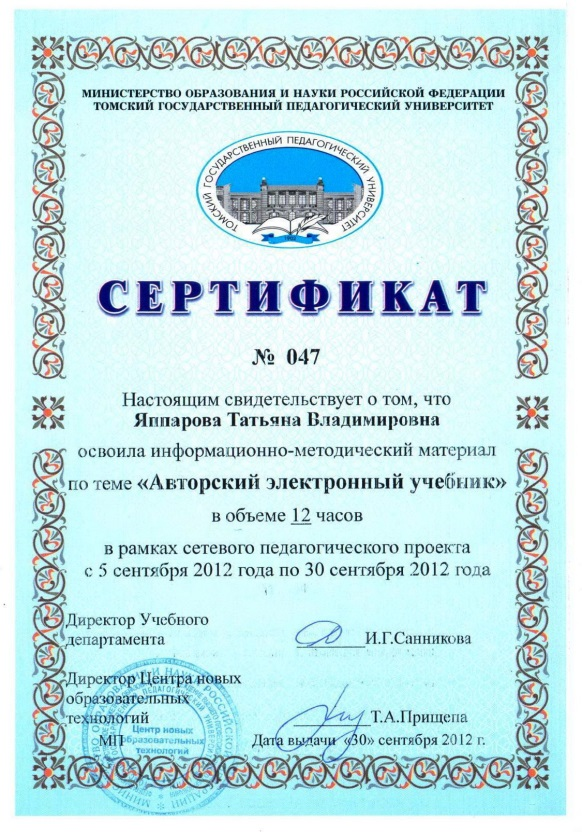 МИНИСТЕРСТВО ОБРАЗОВАНИЯ И НАУКИ РОССИЙСКОЙ ФЕДЕРАЦИИ
ТОМСКИЙ ГОСУДАРСТВЕННЫЙ ПЕДАГОГИЧЕСКИЙ УНИВЕРСИТЕТ
ТОМСКИЙ ГОСУДАРСТВЕННЫЙ ПЕДАГОГИЧЕСКИЙ УНИВЕРСИТЕТ
1902
СЕРТИФИКАТ
№ 047
Настоящим свидетельствует о том, что
Яппарова Татьяна Владимировна
освоила информационно-методический материал
по теме «Авторский электронный учебник»
в объеме 12 часов
в рамках сетевого педагогического проекта
с 5 сентября 2012 года по 30 сентября 2012 года
Директор Учебного
департамента
И.Г.Санникова
Директор Центра новых
образовательных
технологий
Т.А.Прищепа
МП
Дата выдачи «30» сентября 2012 г.
Центр новых
образовательных
технологий